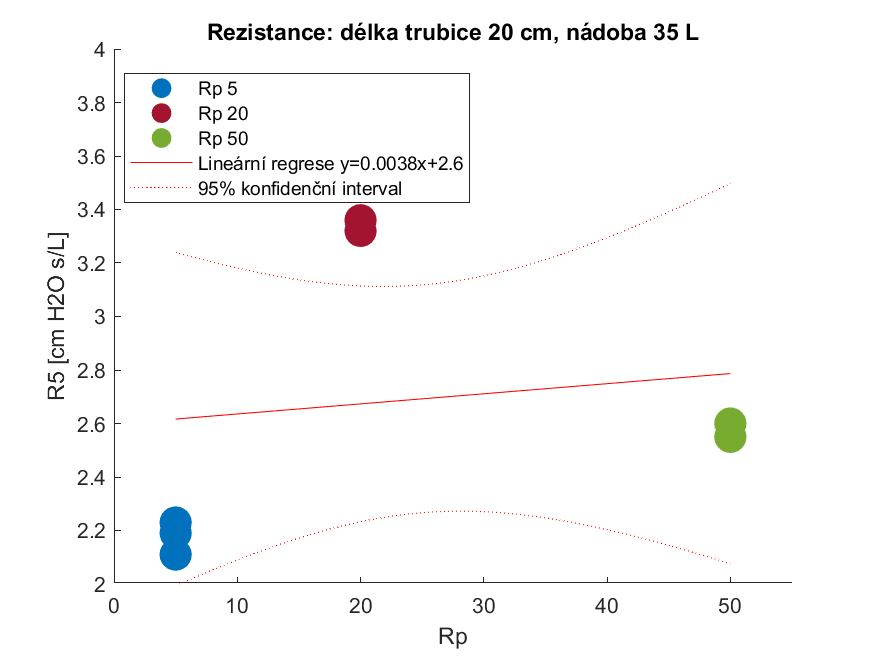 Rezistance: délka trubice 20 cm, nádoba 35 L
4
3.8
3.6
3.4
3.2
3
2.8
2.6
2.4
2.2
2
R5 [cm H2O s/L]
Rp 5
Rp 20
Rp 50
Lineární regrese y=0.0038x+2.6
95% konfidenční interval
0 10 20 30 40 50
Rp